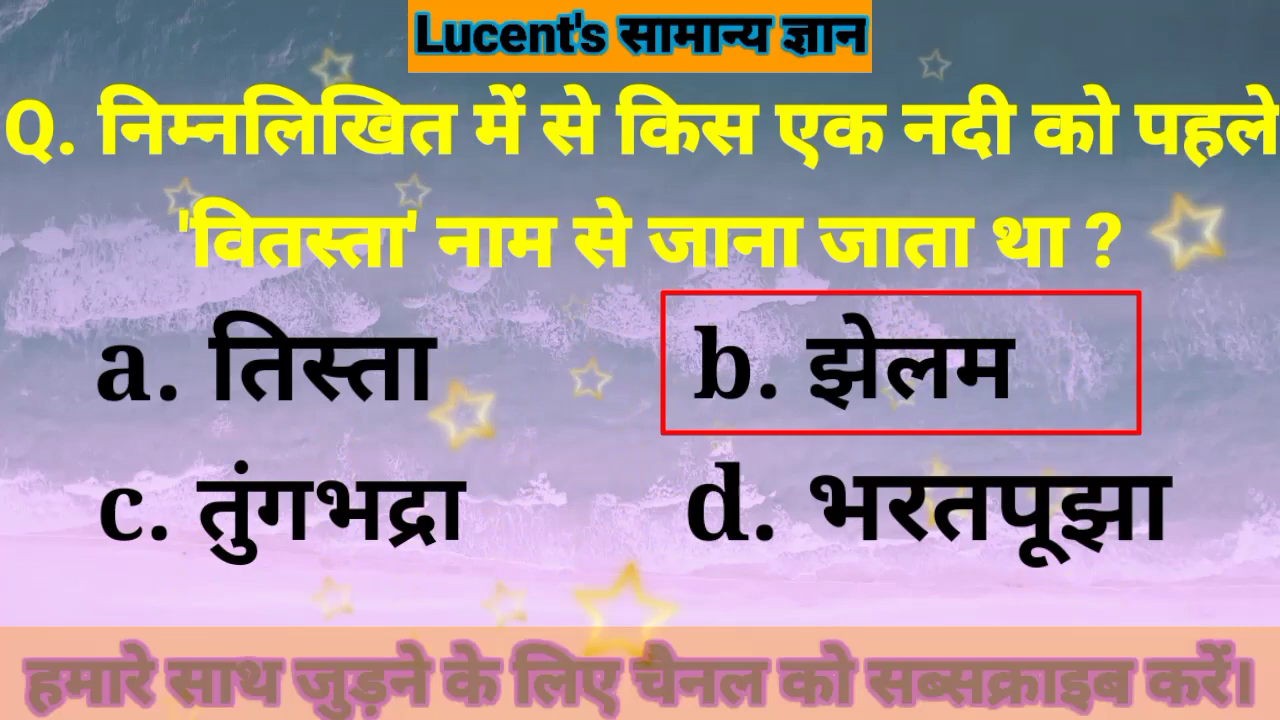 Lucent's सामान्य ज्ञान
Q. निम्नलिखित में से किस एक नदी को पहले
'वितस्ता' नाम से जाना जाता था ?
a. तिस्ता
b. झेलम
c. तुंगभद्रा
d. भरतपूझा
हमारे साथ जुड़ने के लिए चैनल को सब्सक्राइब करें।